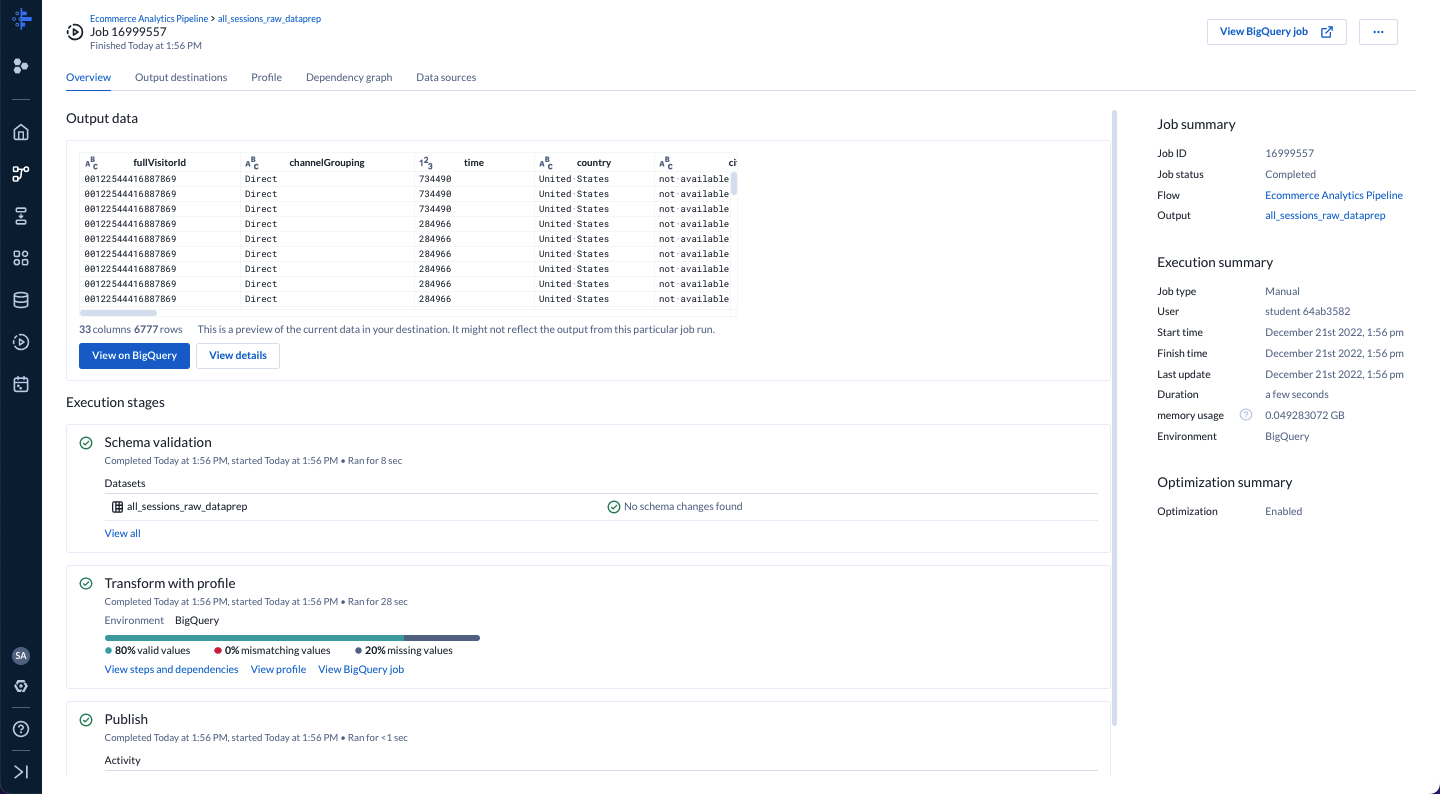 Ecommerce Analytics Pipeline > all_sessions_raw_dataprep
Job 16999557
Finished Today at 1:56 PM
View BigQuery job
...
Overview Output destinations Profile Dependency graph Data sources
Output data
ABC fullVisitorId ABC channelGrouping 123 time ABC country ABC cit
00122544416887869 Direct 734490 United·States not·available
00122544416887869 Direct 734490 United·States not·available
00122544416887869 Direct 734490 United·States not·available
00122544416887869 Direct 284966 United·States not·available
00122544416887869 Direct 284966 United·States not·available
00122544416887869 Direct 284966 United·States not·available
00122544416887869 Direct 284966 United·States not·available
00122544416887869 Direct 284966 United·States not·available
00122544416887869 Direct 284966 United·States not·available
33 columns 6777 rows This is a preview of the current data in your destination. It might not reflect the output from this particular job run.
View on BigQuery View details
Execution stages
Schema validation
Completed Today at 1:56 PM, started Today at 1:56 PM • Ran for 8 sec
Datasets
all_sessions_raw_dataprep No schema changes found
View all
Transform with profile
Completed Today at 1:56 PM, started Today at 1:56 PM • Ran for 28 sec
Environment BigQuery
80% valid values 0% mismatching values 20% missing values
View steps and dependencies View profile View BigQuery job
Publish
Completed Today at 1:56 PM, started Today at 1:56 PM • Ran for <1 sec
Activity
Job summary
Job ID 16999557
Job status Completed
Flow Ecommerce Analytics Pipeline
Output all_sessions_raw_dataprep
Execution summary
Job type Manual
User student 64ab3582
Start time December 21st 2022, 1:56 pm
Finish time December 21st 2022, 1:56 pm
Last update December 21st 2022, 1:56 pm
Duration a few seconds
memory usage ? 0.049283072 GB
Environment BigQuery
Optimization summary
Optimization Enabled
SA